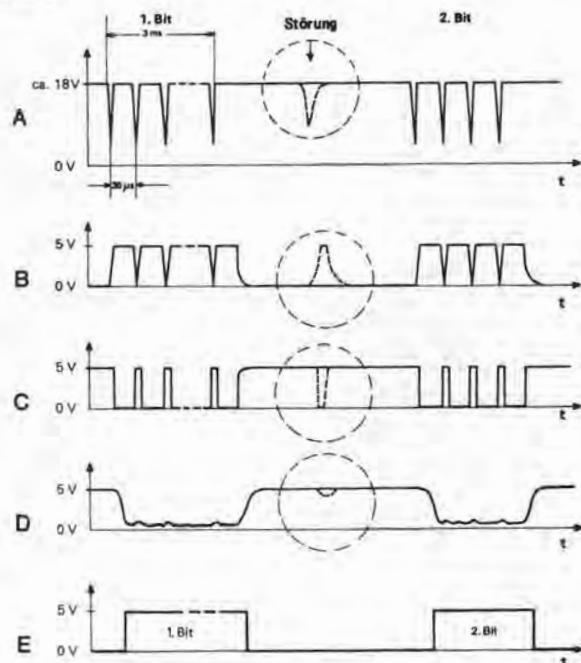 1. Bit
Störung
2. Bit
3 ms
ca. 18V
A
0 V
30 µs
t
5 V
B
0 V
t
5 V
C
0 V
t
5 V
D
0 V
t
5 V
E
1. Bit
2. Bit
0 V
t